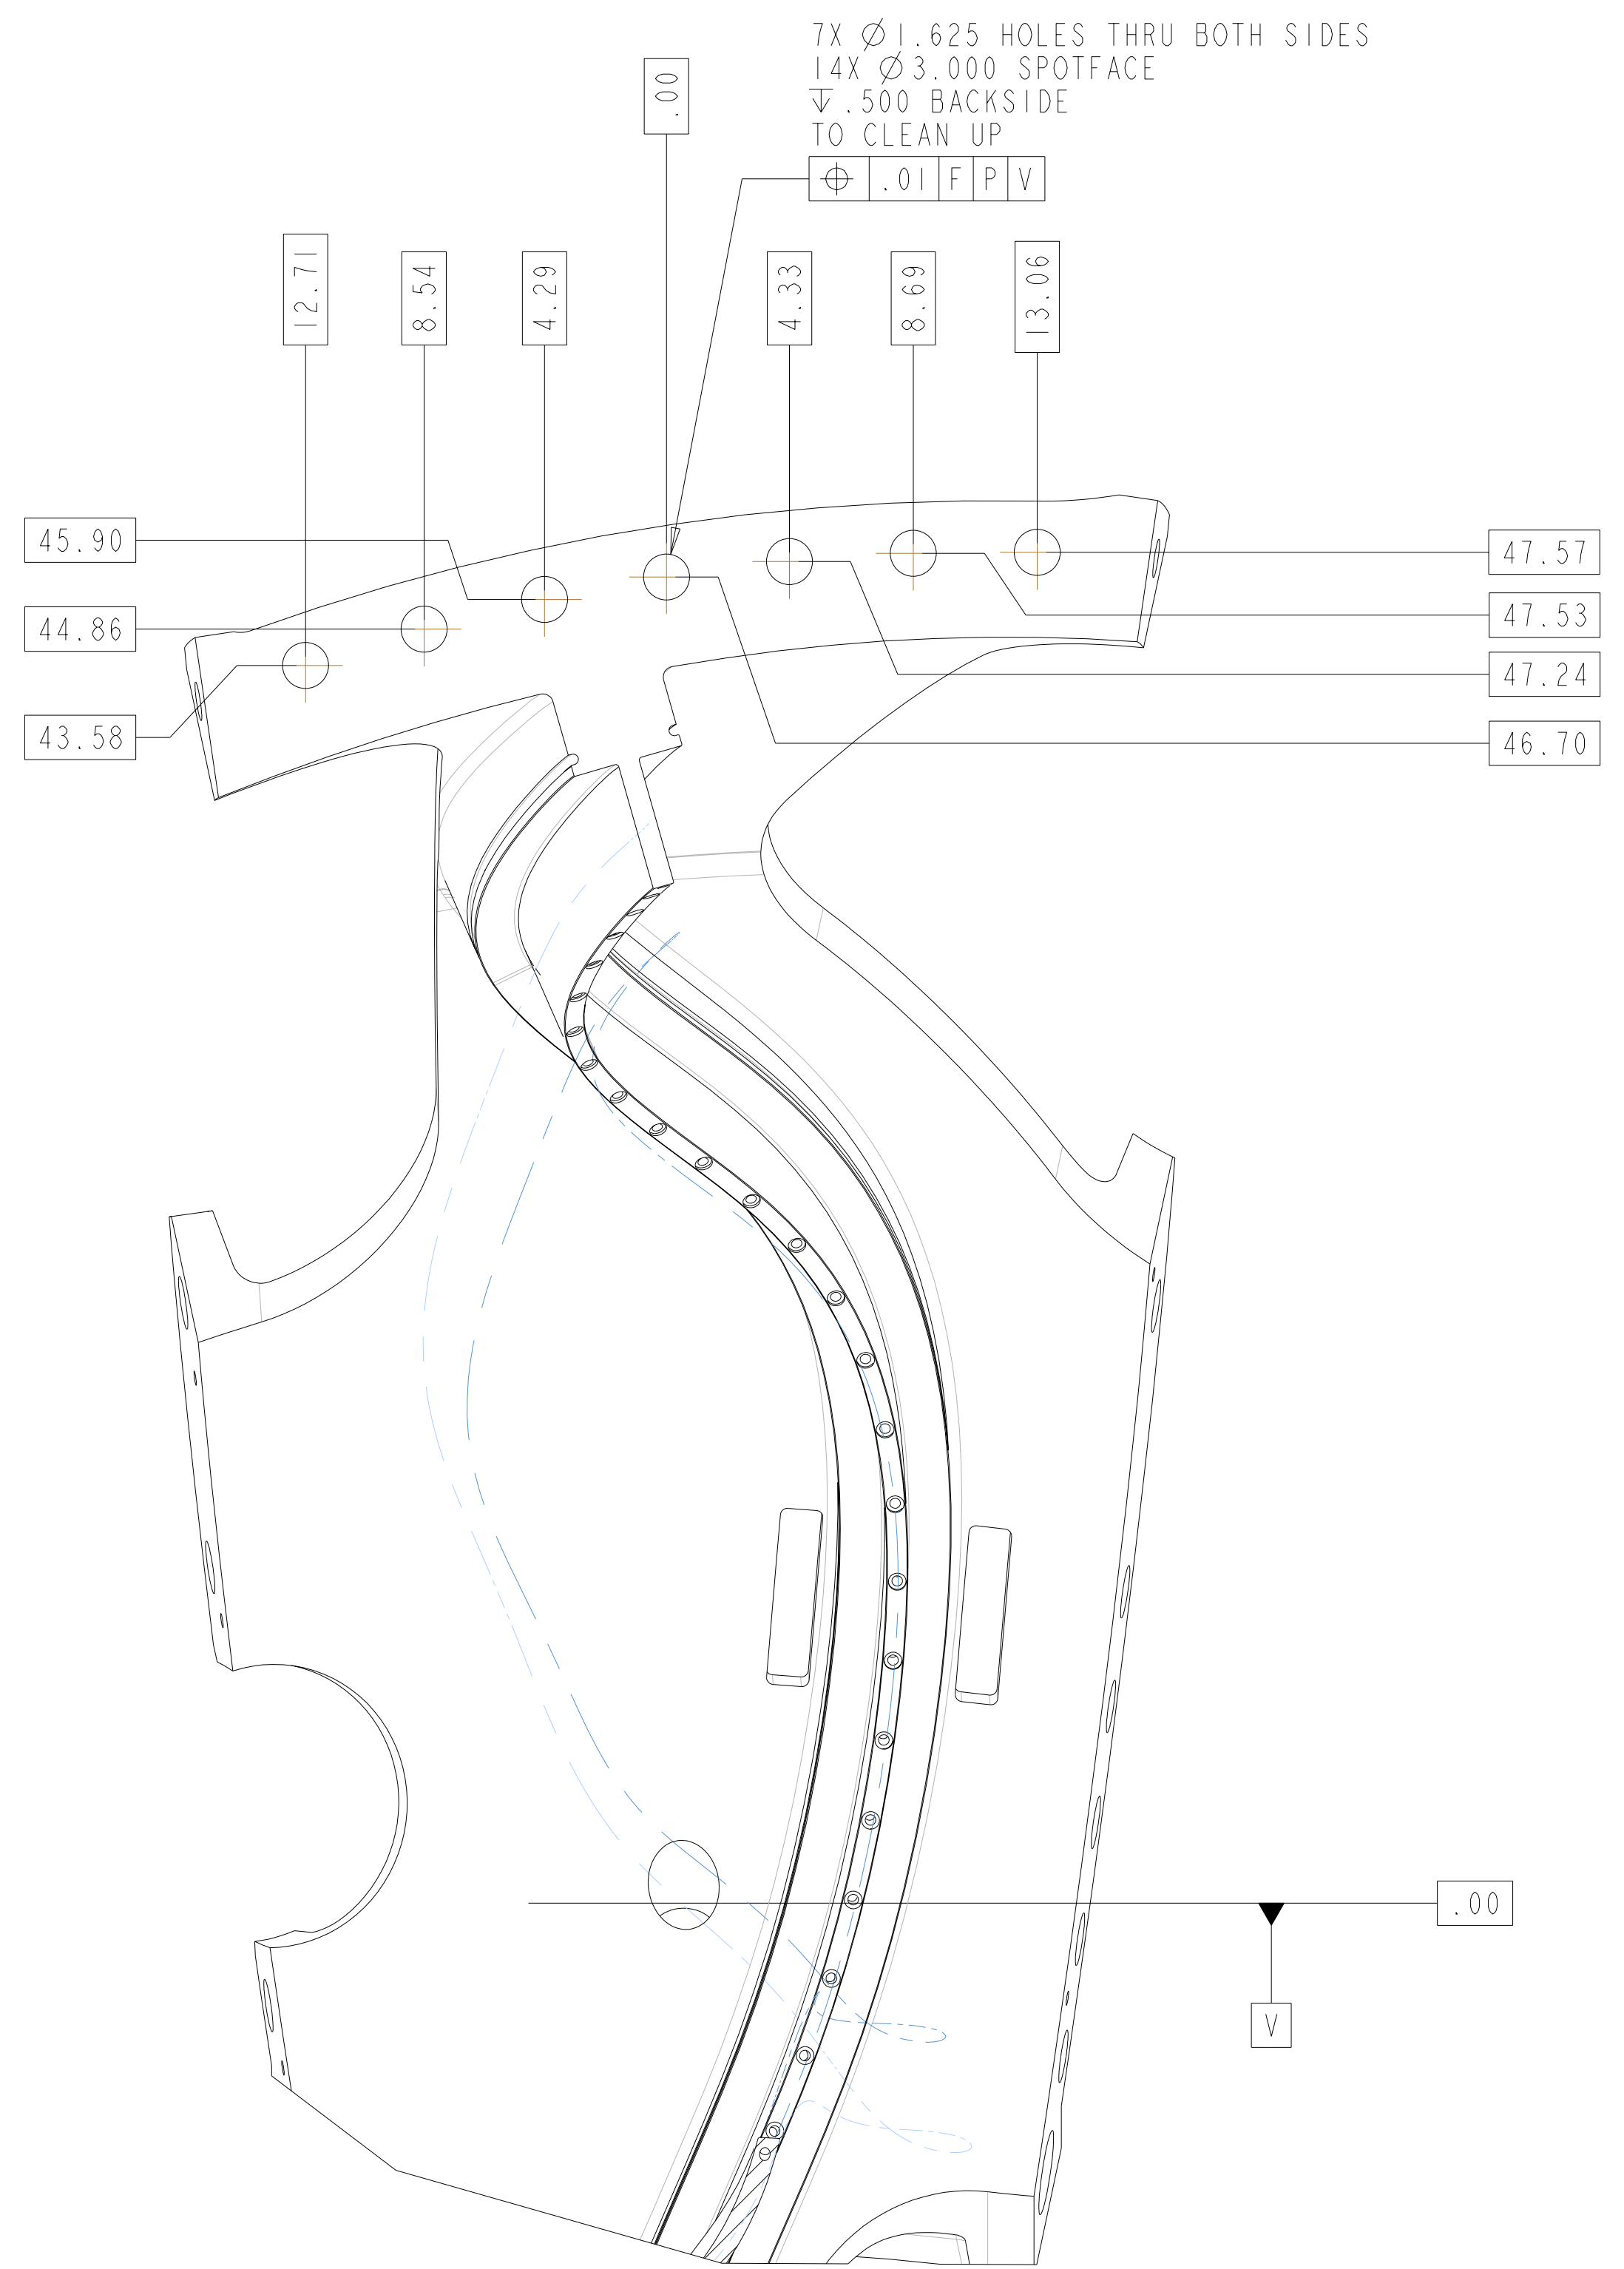 7X Ø1.625 HOLES THRU BOTH SIDES
14X Ø3.000 SPOTFACE
↧.500 BACKSIDE
TO CLEAN UP
⌖ .01 F P V
.00
12.71
8.54
4.29
4.33
8.69
13.06
45.90
44.86
43.58
47.57
47.53
47.24
46.70
.00
V